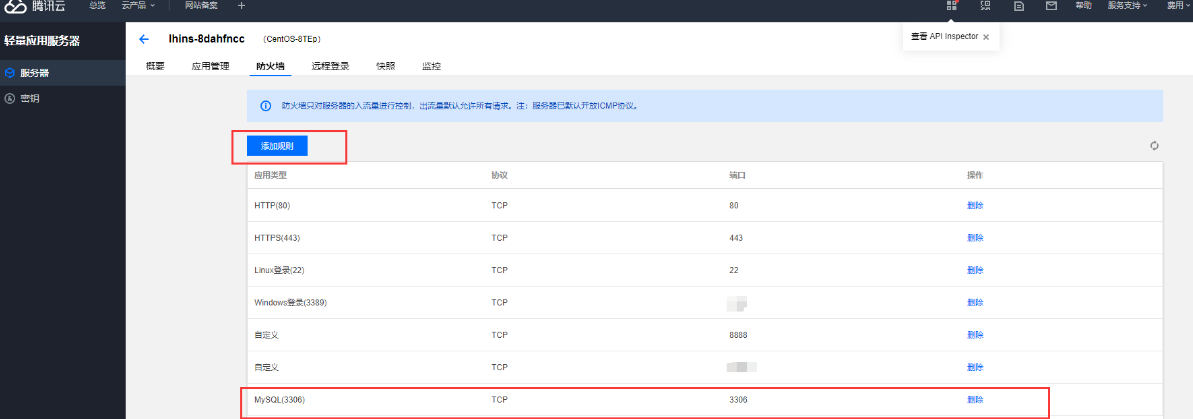 腾讯云 总览 云产品 网站备案 + 帮助 服务支持 费用
轻量应用服务器
服务器
密钥
lhins-8dahfncc (CentOS-8TEp)
查看 API Inspector ×
概要 应用管理 防火墙 远程登录 快照 监控
防火墙只对服务器的入流量进行控制，出流量默认允许所有请求。注：服务器已默认开放ICMP协议。
添加规则
应用类型 协议 端口 操作
HTTP(80) TCP 80 删除
HTTPS(443) TCP 443 删除
Linux登录(22) TCP 22 删除
Windows登录(3389) TCP 删除
自定义 TCP 8888 删除
自定义 TCP 删除
MySQL(3306) TCP 3306 删除